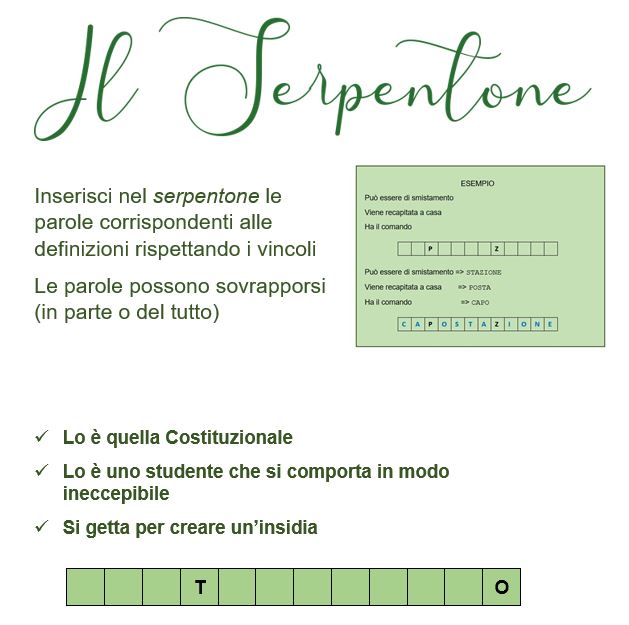 Il Serpentone
Inserisci nel serpentone le
parole corrispondenti alle
definizioni rispettando i vincoli
Le parole possono sovrapporsi
(in parte o del tutto)
ESEMPIO
Può essere di smistamento
Viene recapitata a casa
Ha il comando
P Z
Può essere di smistamento => STAZIONE
Viene recapitata a casa => POSTA
Ha il comando => CAPO
C A P O S T A Z I O N E
✓ Lo è quella Costituzionale
✓ Lo è uno studente che si comporta in modo
ineccepibile
✓ Si getta per creare un’insidia
T O